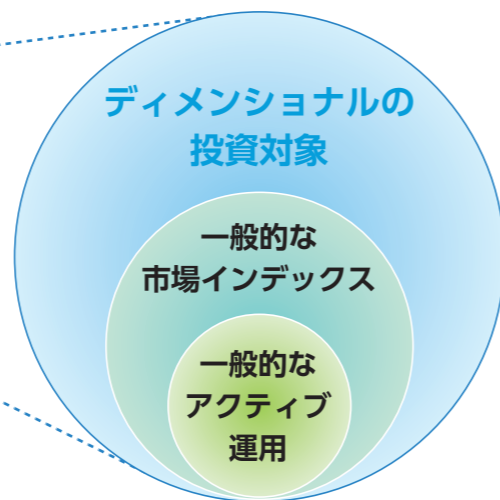 ディメンショナルの
投資対象
一般的な
市場インデックス
一般的な
アクティブ
運用